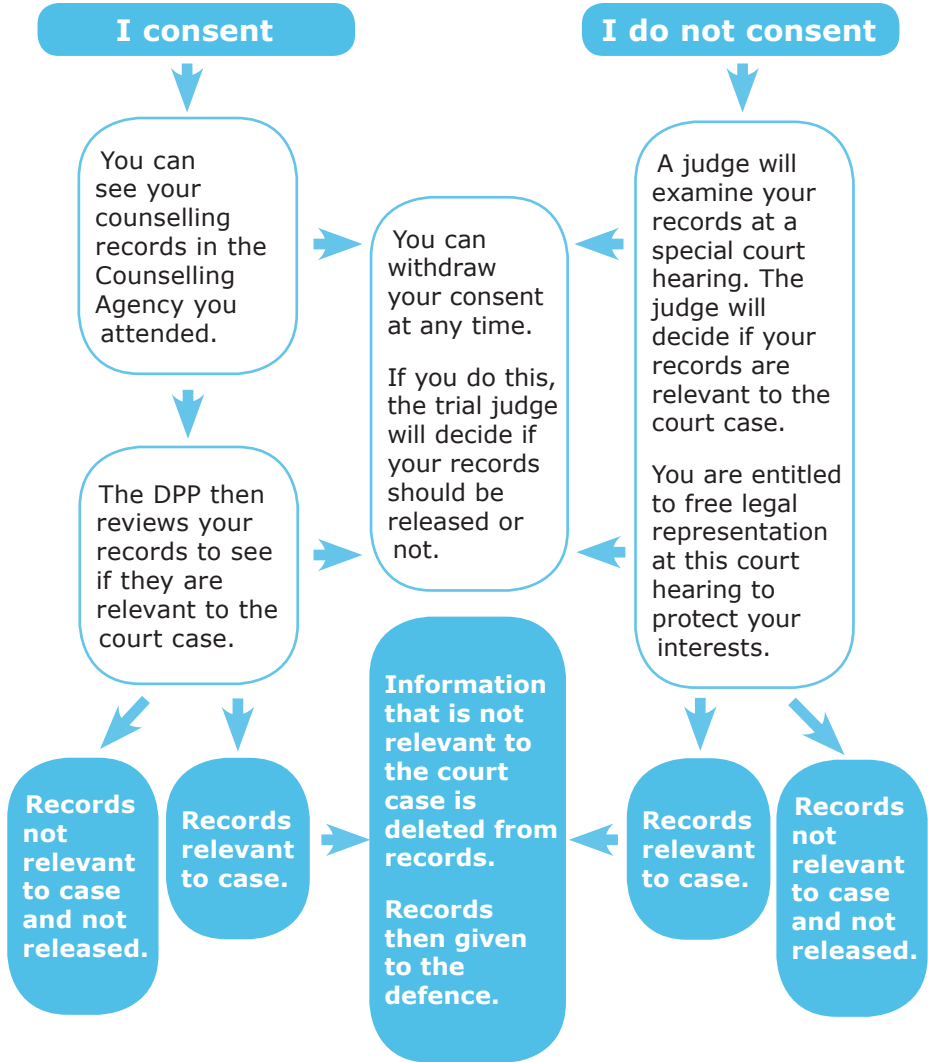 I consent
I do not consent
You can
see your
counselling
records in the
Counselling
Agency you
attended.
The DPP then
reviews your
records to see
if they are
relevant to the
court case.
You can
withdraw
your consent
at any time.
If you do this,
the trial judge
will decide if
your records
should be
released or
not.
A judge will
examine your
records at a
special court
hearing. The
judge will
decide if your
records are
relevant to the
court case.
You are entitled
to free legal
representation
at this court
hearing to
protect your
interests.
Records
not
relevant
to case
and not
released.
Records
relevant
to case.
Information
that is not
relevant to
the court
case is
deleted from
records.
Records
then given
to the
defence.
Records
relevant
to case.
Records
not
relevant
to case
and not
released.